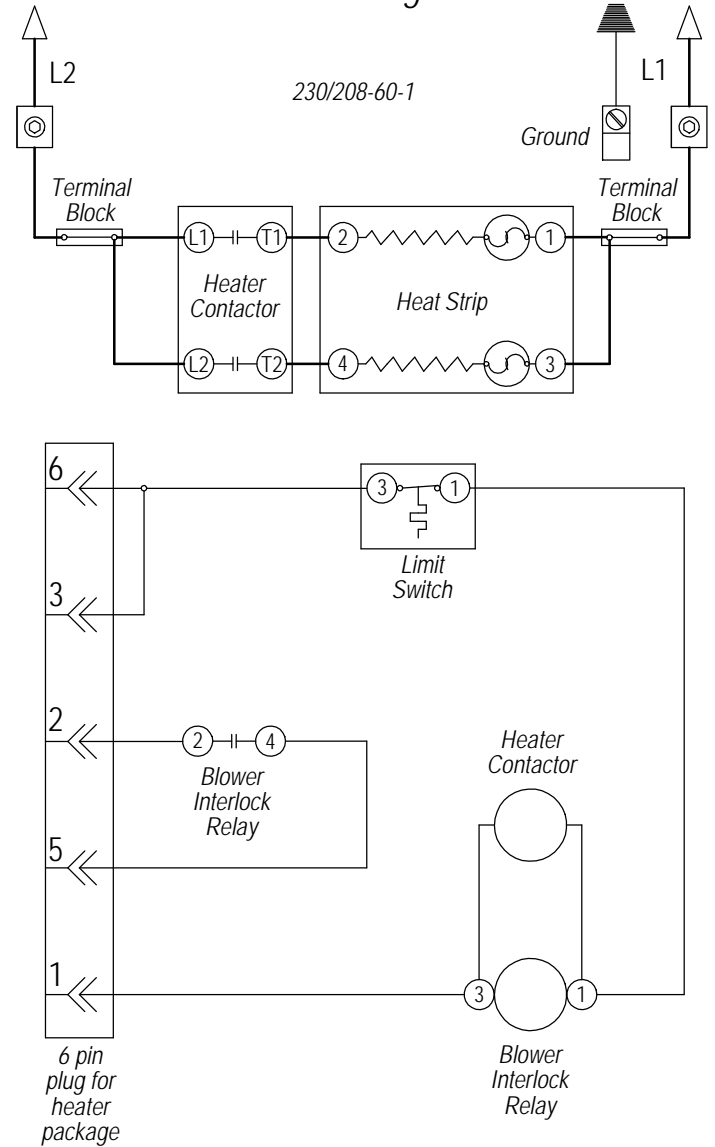 L2
L1
230/208-60-1
Ground
Terminal
Block
Terminal
Block
L1
T1
2
1
Heater
Contactor
Heat Strip
L2
T2
4
3
6
3
1
Limit
Switch
3
2
2
4
Blower
Interlock
Relay
Heater
Contactor
5
1
3
1
Blower
Interlock
Relay
6 pin
plug for
heater
package